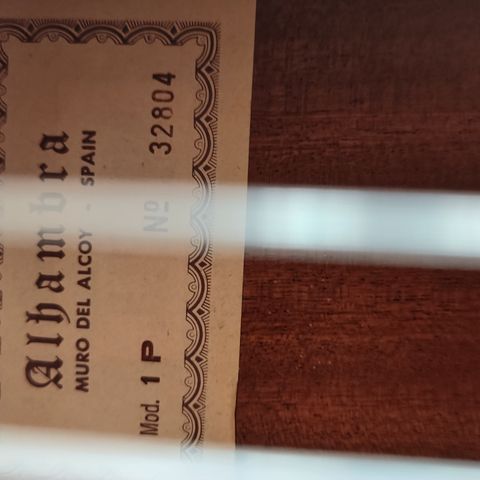 Alhambra
MURO DEL ALCOY - SPAIN
Mod. 1 P Nº 32804